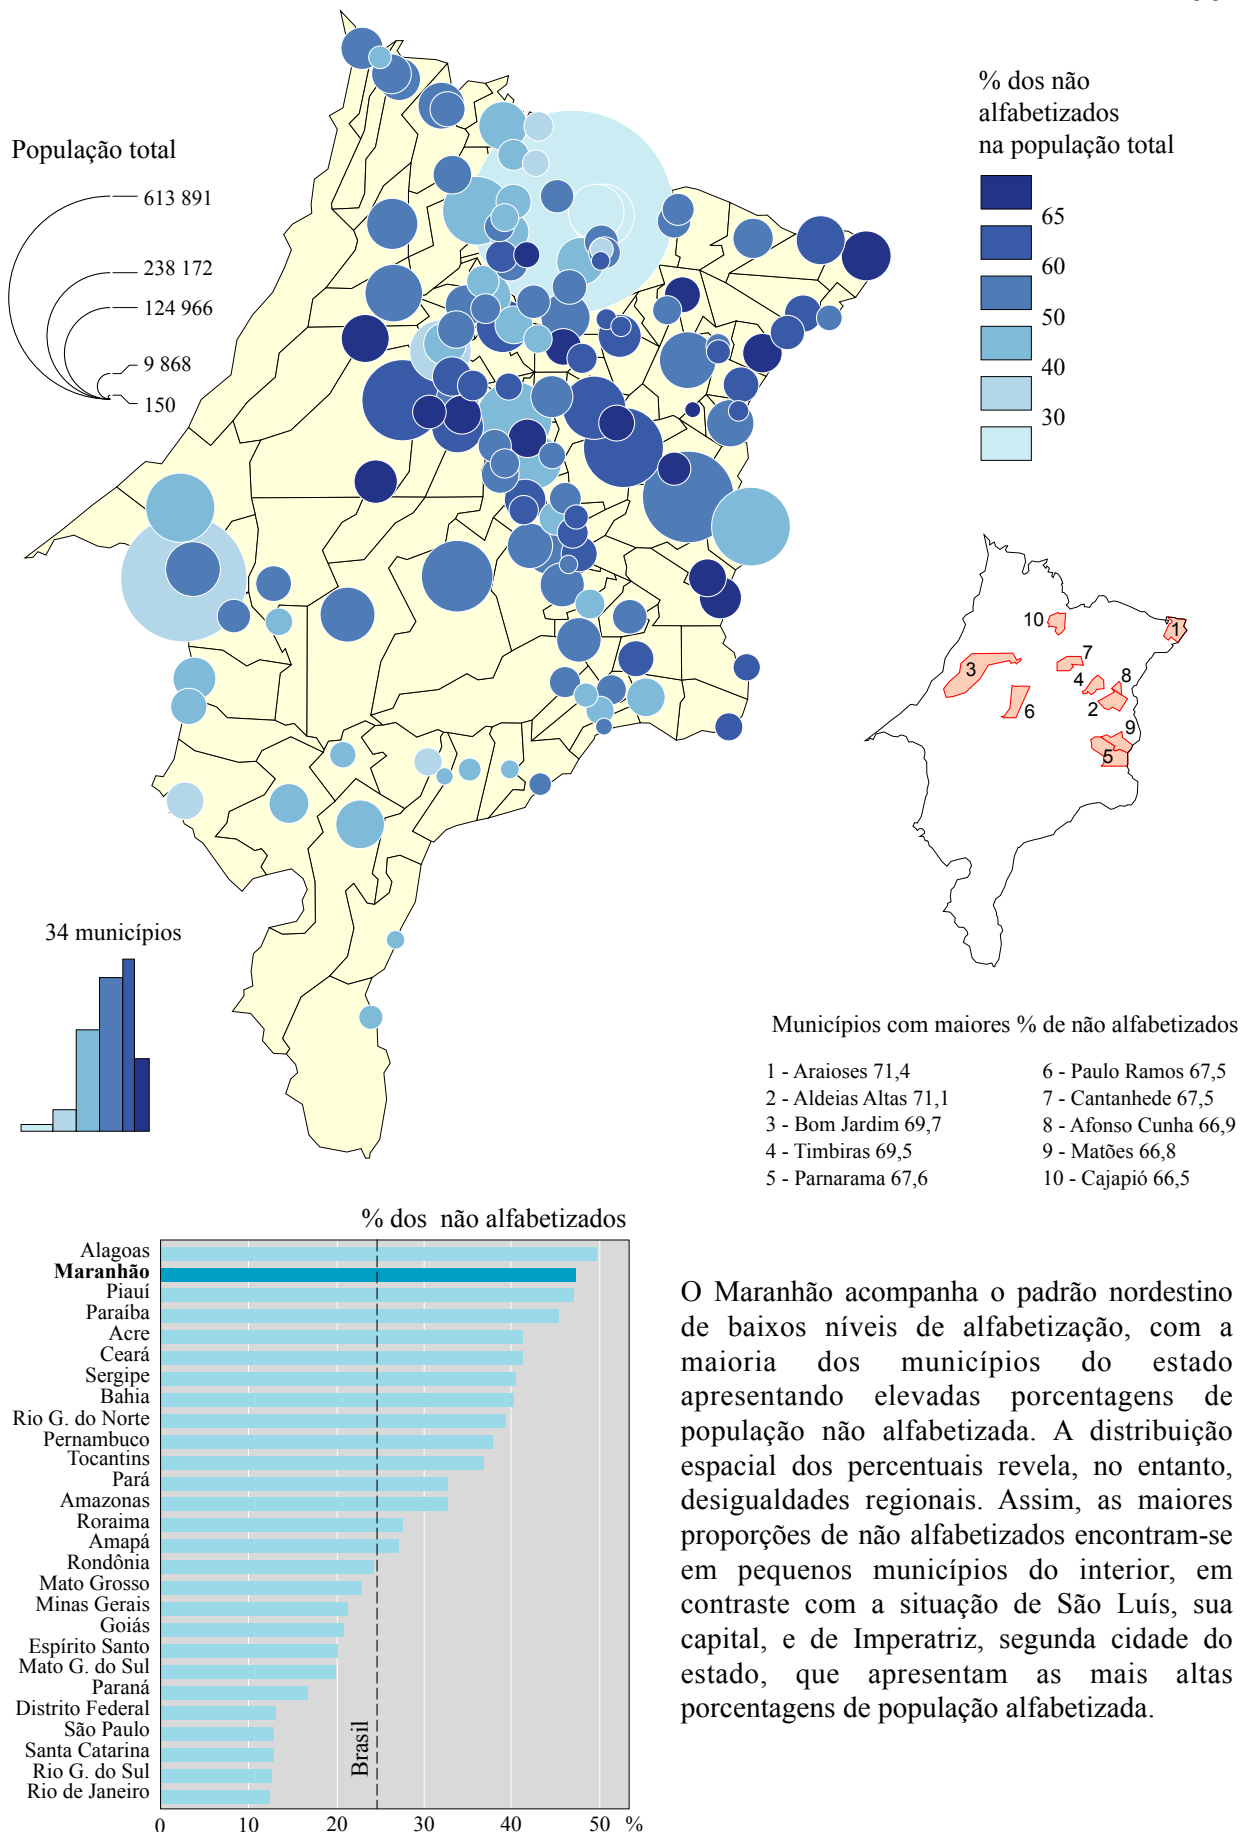 % dos não
alfabetizados
na população total
65
60
50
40
30
População total
613 891
238 172
124 966
9 868
150
10
1
3
7
4
8
6
2
9
5
34 municípios
Municípios com maiores % de não alfabetizados
1 - Araioses 71,4
2 - Aldeias Altas 71,1
3 - Bom Jardim 69,7
4 - Timbiras 69,5
5 - Parnarama 67,6
6 - Paulo Ramos 67,5
7 - Cantanhede 67,5
8 - Afonso Cunha 66,9
9 - Matões 66,8
10 - Cajapió 66,5
% dos não alfabetizados
Alagoas
Maranhão
Piauí
Paraíba
Acre
Ceará
Sergipe
Bahia
Rio G. do Norte
Pernambuco
Tocantins
Pará
Amazonas
Roraima
Amapá
Rondônia
Mato Grosso
Minas Gerais
Goiás
Espírito Santo
Mato G. do Sul
Paraná
Distrito Federal
São Paulo
Santa Catarina
Rio G. do Sul
Rio de Janeiro
Brasil
0 10 20 30 40 50 %
O Maranhão acompanha o padrão nordestino
de baixos níveis de alfabetização, com a
maioria dos municípios do estado
apresentando elevadas porcentagens de
população não alfabetizada. A distribuição
espacial dos percentuais revela, no entanto,
desigualdades regionais. Assim, as maiores
proporções de não alfabetizados encontram-se
em pequenos municípios do interior, em
contraste com a situação de São Luís, sua
capital, e de Imperatriz, segunda cidade do
estado, que apresentam as mais altas
porcentagens de população alfabetizada.